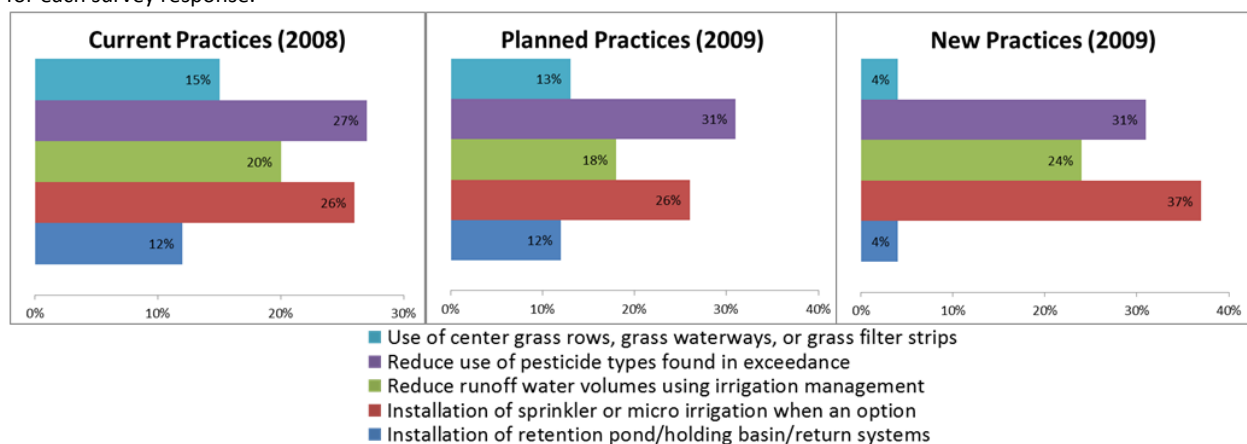 for each survey response.
Current Practices (2008)
15%
27%
20%
26%
12%
0% 10% 20% 30%
Planned Practices (2009)
13%
31%
18%
26%
12%
0% 10% 20% 30% 40%
New Practices (2009)
4%
31%
24%
37%
4%
0% 10% 20% 30% 40%
Use of center grass rows, grass waterways, or grass filter strips
Reduce use of pesticide types found in exceedance
Reduce runoff water volumes using irrigation management
Installation of sprinkler or micro irrigation when an option
Installation of retention pond/holding basin/return systems